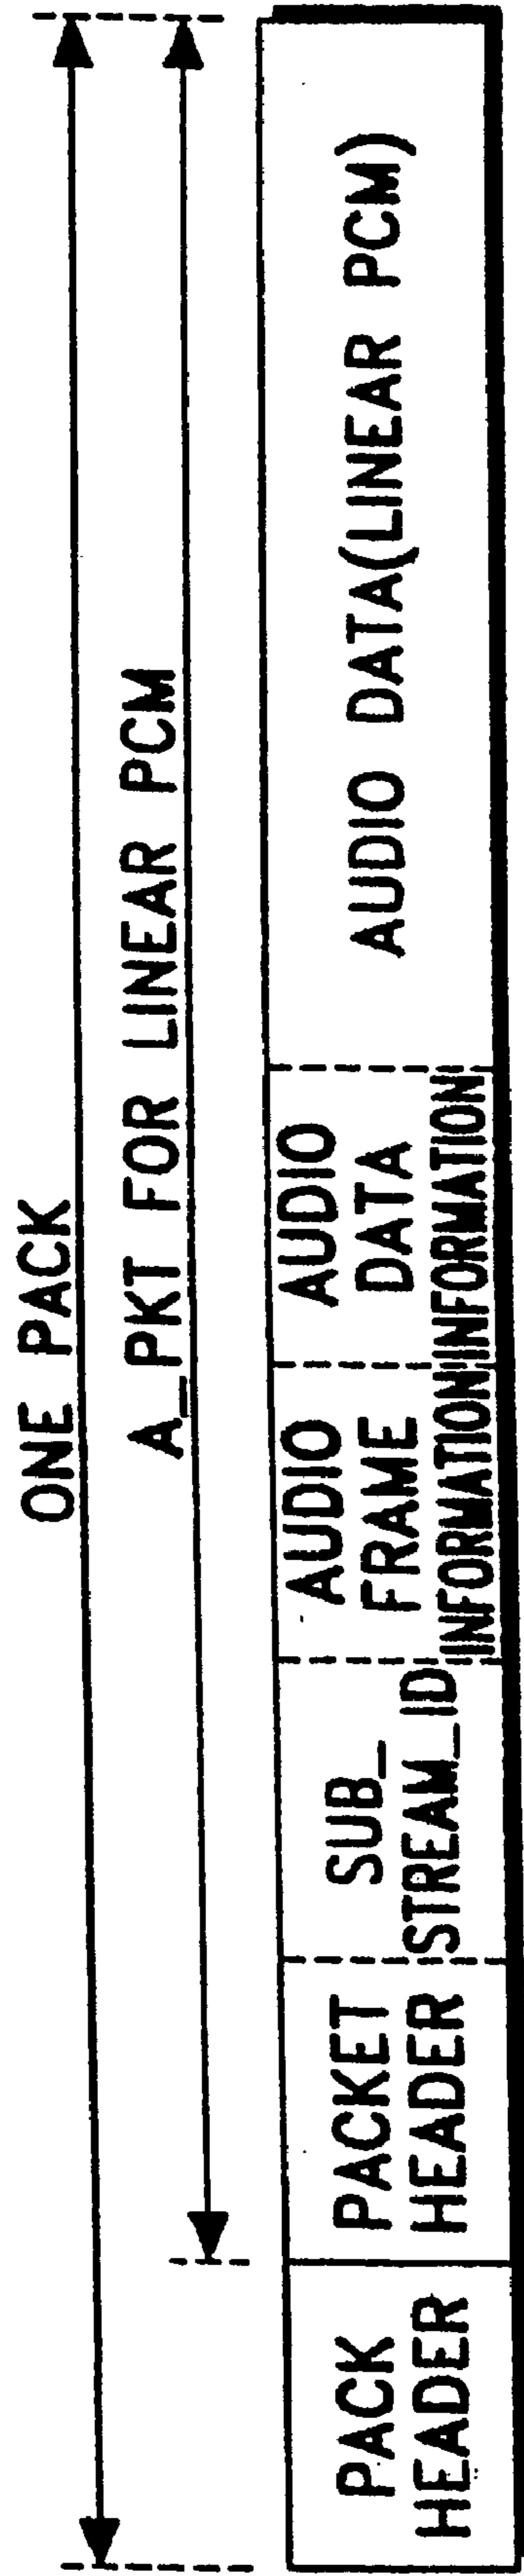 ONE PACK
A_PKT FOR LINEAR PCM
PACK
HEADER
PACKET
HEADER
SUB_
STREAM_ID
AUDIO
FRAME
INFORMATION
AUDIO
DATA
INFORMATION
AUDIO DATA(LINEAR PCM)